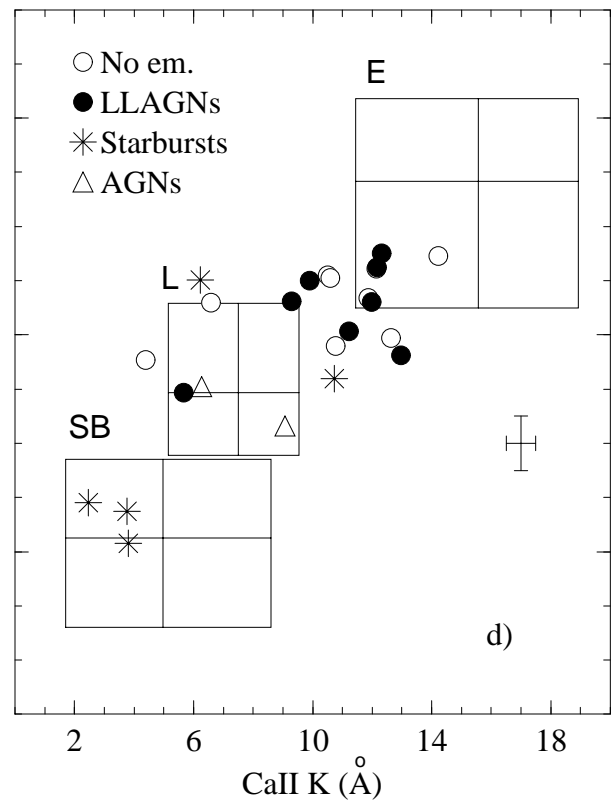 No em.
LLAGNs
Starbursts
AGNs
E
L
SB
d)
2 6 10 14 18
CaII K (Å)